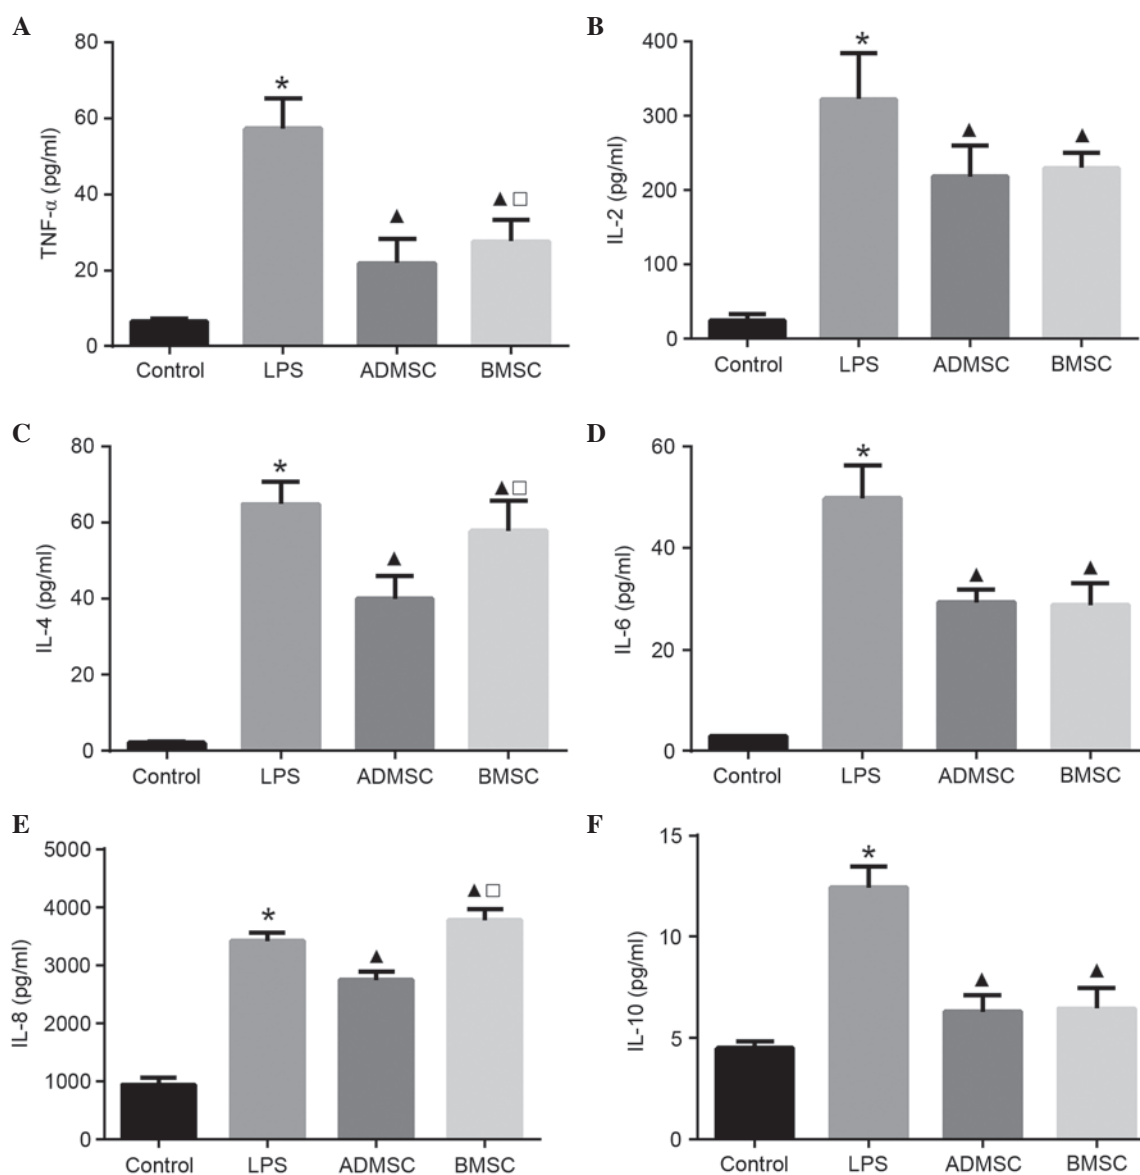 A
TNF-α (pg/ml)
80
60
40
20
0
*
▲
▲ □
Control LPS ADMSC BMSC
B
IL-2 (pg/ml)
400
300
200
100
0
*
▲
▲
Control LPS ADMSC BMSC
C
IL-4 (pg/ml)
80
60
40
20
0
*
▲
▲ □
Control LPS ADMSC BMSC
D
IL-6 (pg/ml)
60
40
20
0
*
▲
▲
Control LPS ADMSC BMSC
E
IL-8 (pg/ml)
5000
4000
3000
2000
1000
0
*
▲
▲ □
Control LPS ADMSC BMSC
F
IL-10 (pg/ml)
15
10
5
0
*
▲
▲
Control LPS ADMSC BMSC